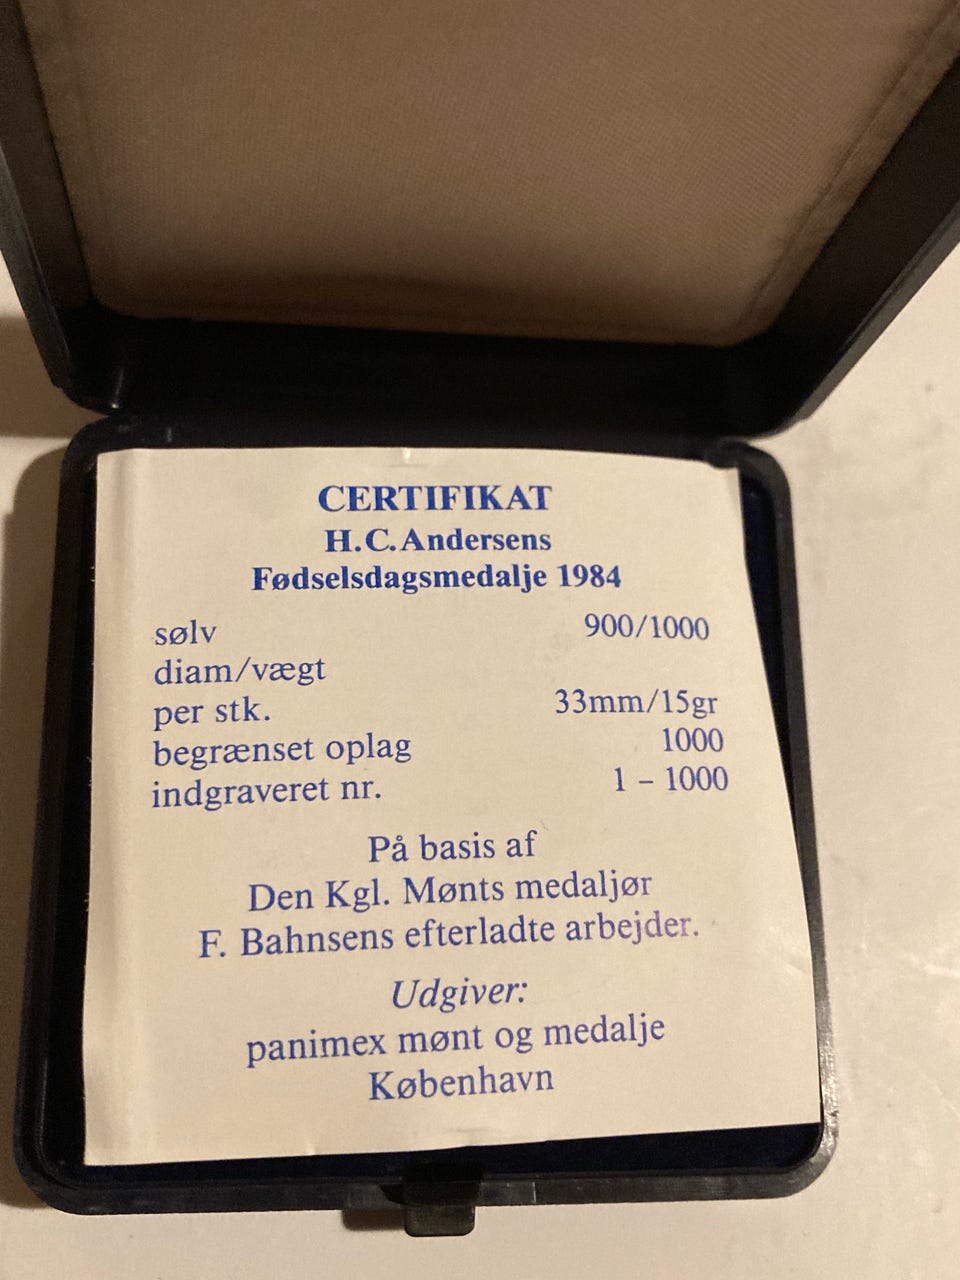 CERTIFIKAT
H.C.Andersens
Fødselsdagsmedalje 1984
sølv 900/1000
diam/vægt
per stk. 33mm/15gr
begrænset oplag 1000
indgraveret nr. 1 – 1000
På basis af
Den Kgl. Mønts medaljør
F. Bahnsens efterladte arbejder.
Udgiver:
panimex mønt og medalje
København